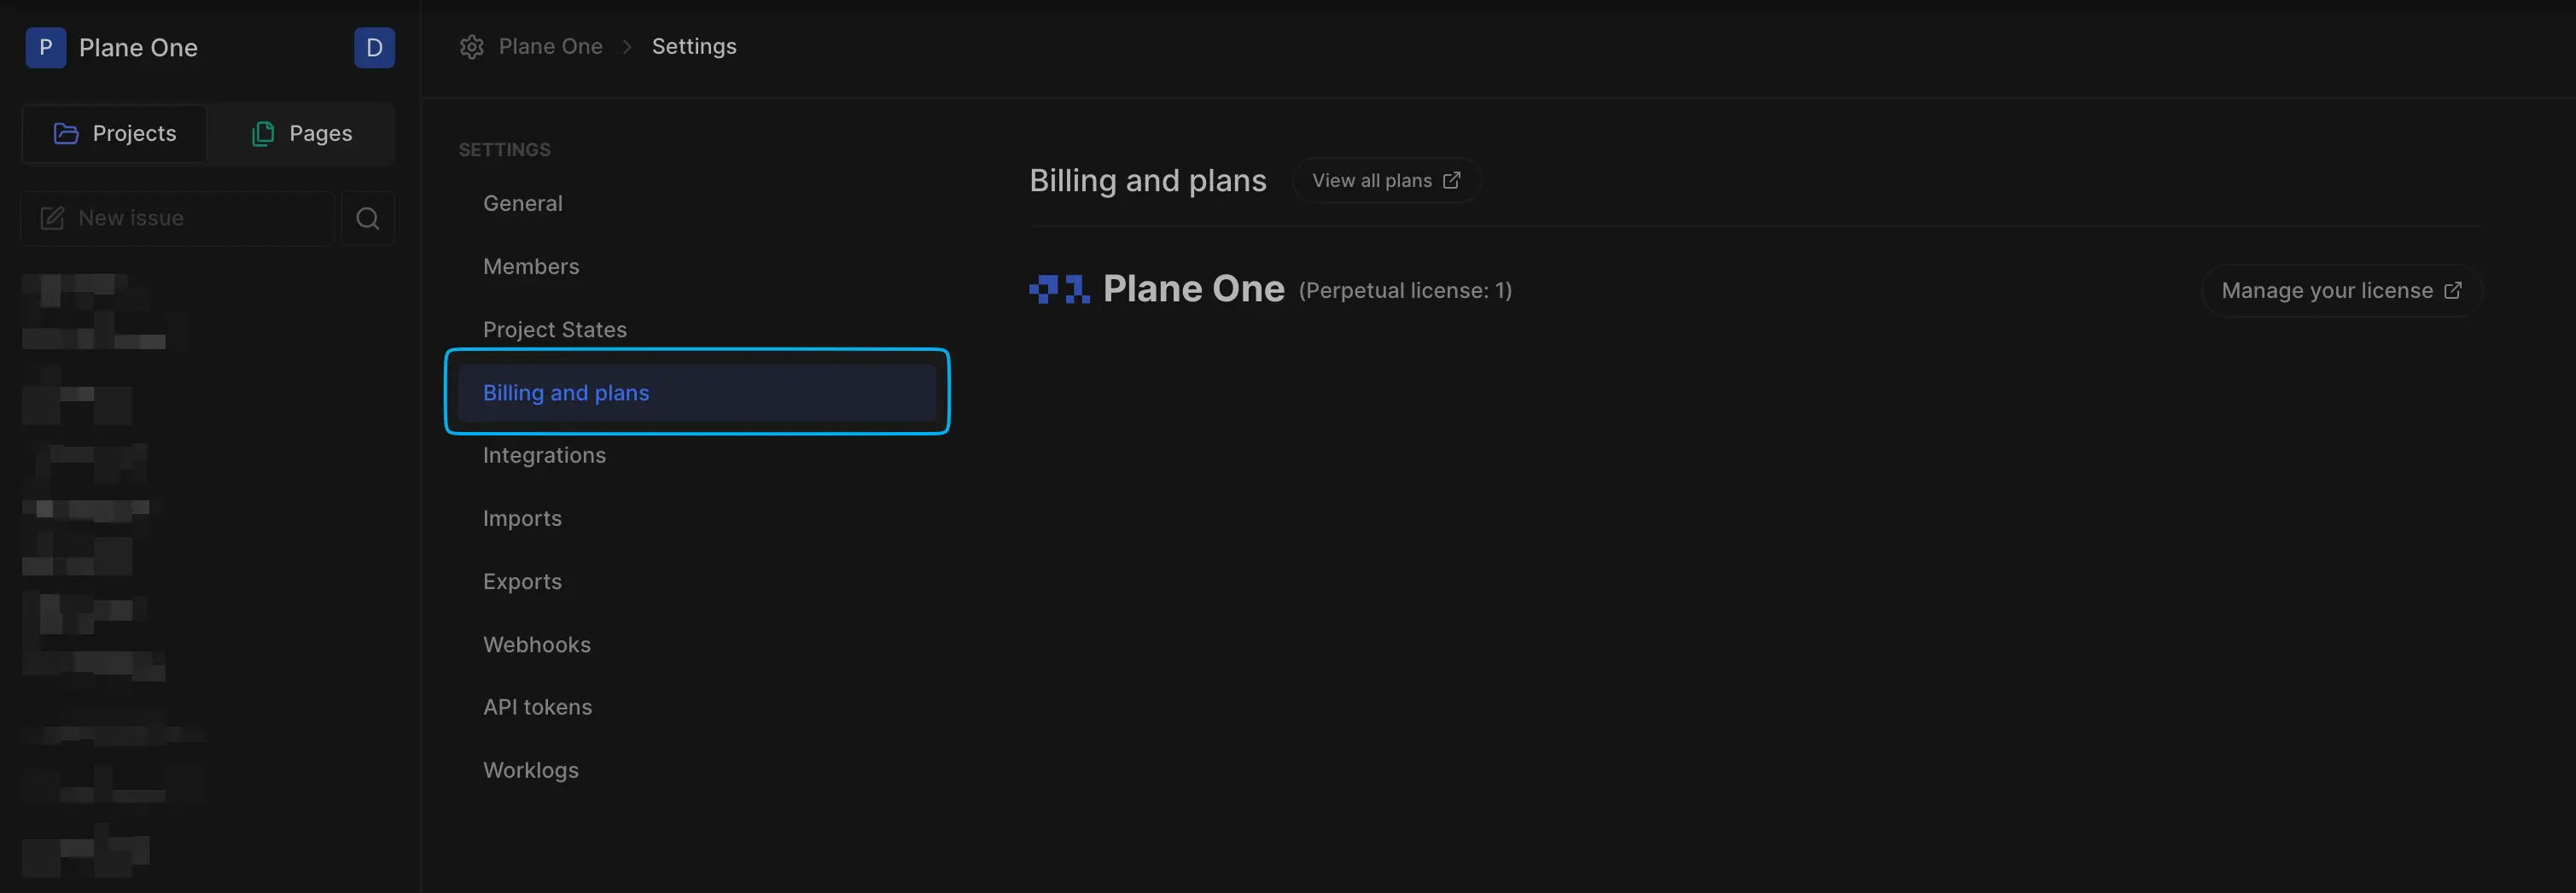 P Plane One D
Projects Pages
New issue
Plane One > Settings
SETTINGS
General
Members
Project States
Billing and plans
Integrations
Imports
Exports
Webhooks
API tokens
Worklogs
Billing and plans View all plans
Plane One (Perpetual license: 1) Manage your license